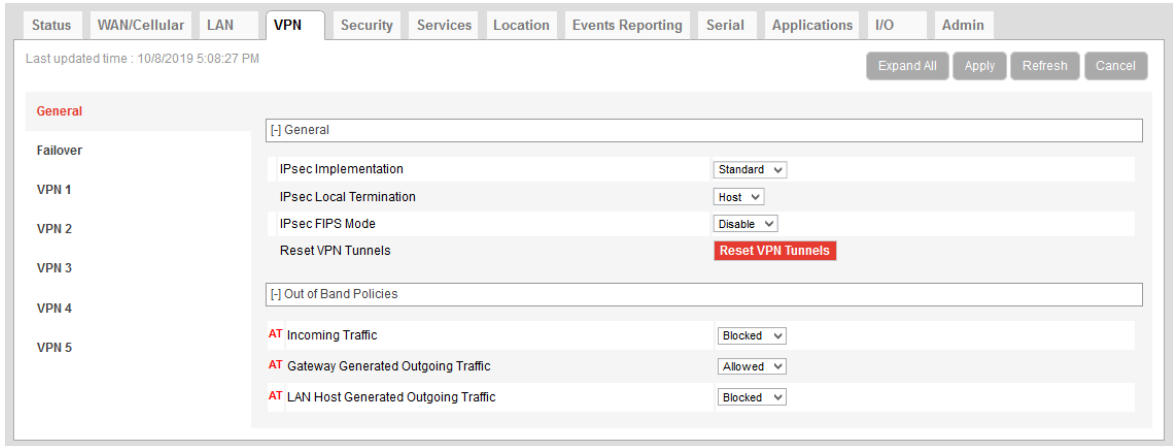 Status WAN/Cellular LAN VPN Security Services Location Events Reporting Serial Applications I/O Admin
Last updated time : 10/8/2019 5:08:27 PM
Expand All Apply Refresh Cancel
General
Failover
VPN 1
VPN 2
VPN 3
VPN 4
VPN 5
[-] General
IPsec Implementation Standard
IPsec Local Termination Host
IPsec FIPS Mode Disable
Reset VPN Tunnels Reset VPN Tunnels
[-] Out of Band Policies
AT Incoming Traffic Blocked
AT Gateway Generated Outgoing Traffic Allowed
AT LAN Host Generated Outgoing Traffic Blocked